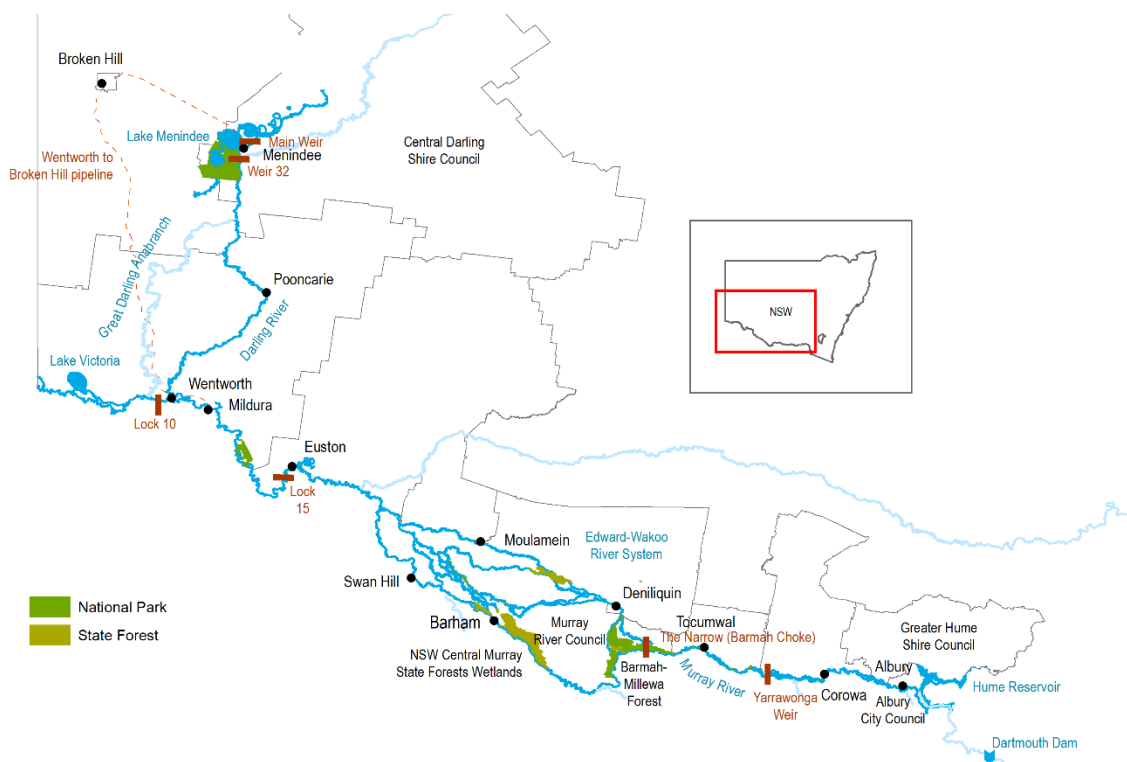 Broken Hill
Lake Menindee
Main Weir
Menindee
Weir 32
Wentworth to
Broken Hill pipeline
Central Darling
Shire Council
Great Darling Anabranch
Pooncarie
Darling River
NSW
Lake Victoria
Wentworth
Mildura
Lock 10
Euston
Lock
15
Moulamein
Edward-Wakoo
River System
Swan Hill
Deniliquin
National Park
State Forest
Barham
Murray
River Council
Tocumwal
The Narrow (Barmah Choke)
NSW Central Murray
State Forests Wetlands
Barmah-
Millewa
Forest
Murray River
Greater Hume
Shire Council
Yarrawonga
Weir
Corowa
Albury
Albury
City Council
Hume Reservoir
Dartmouth Dam